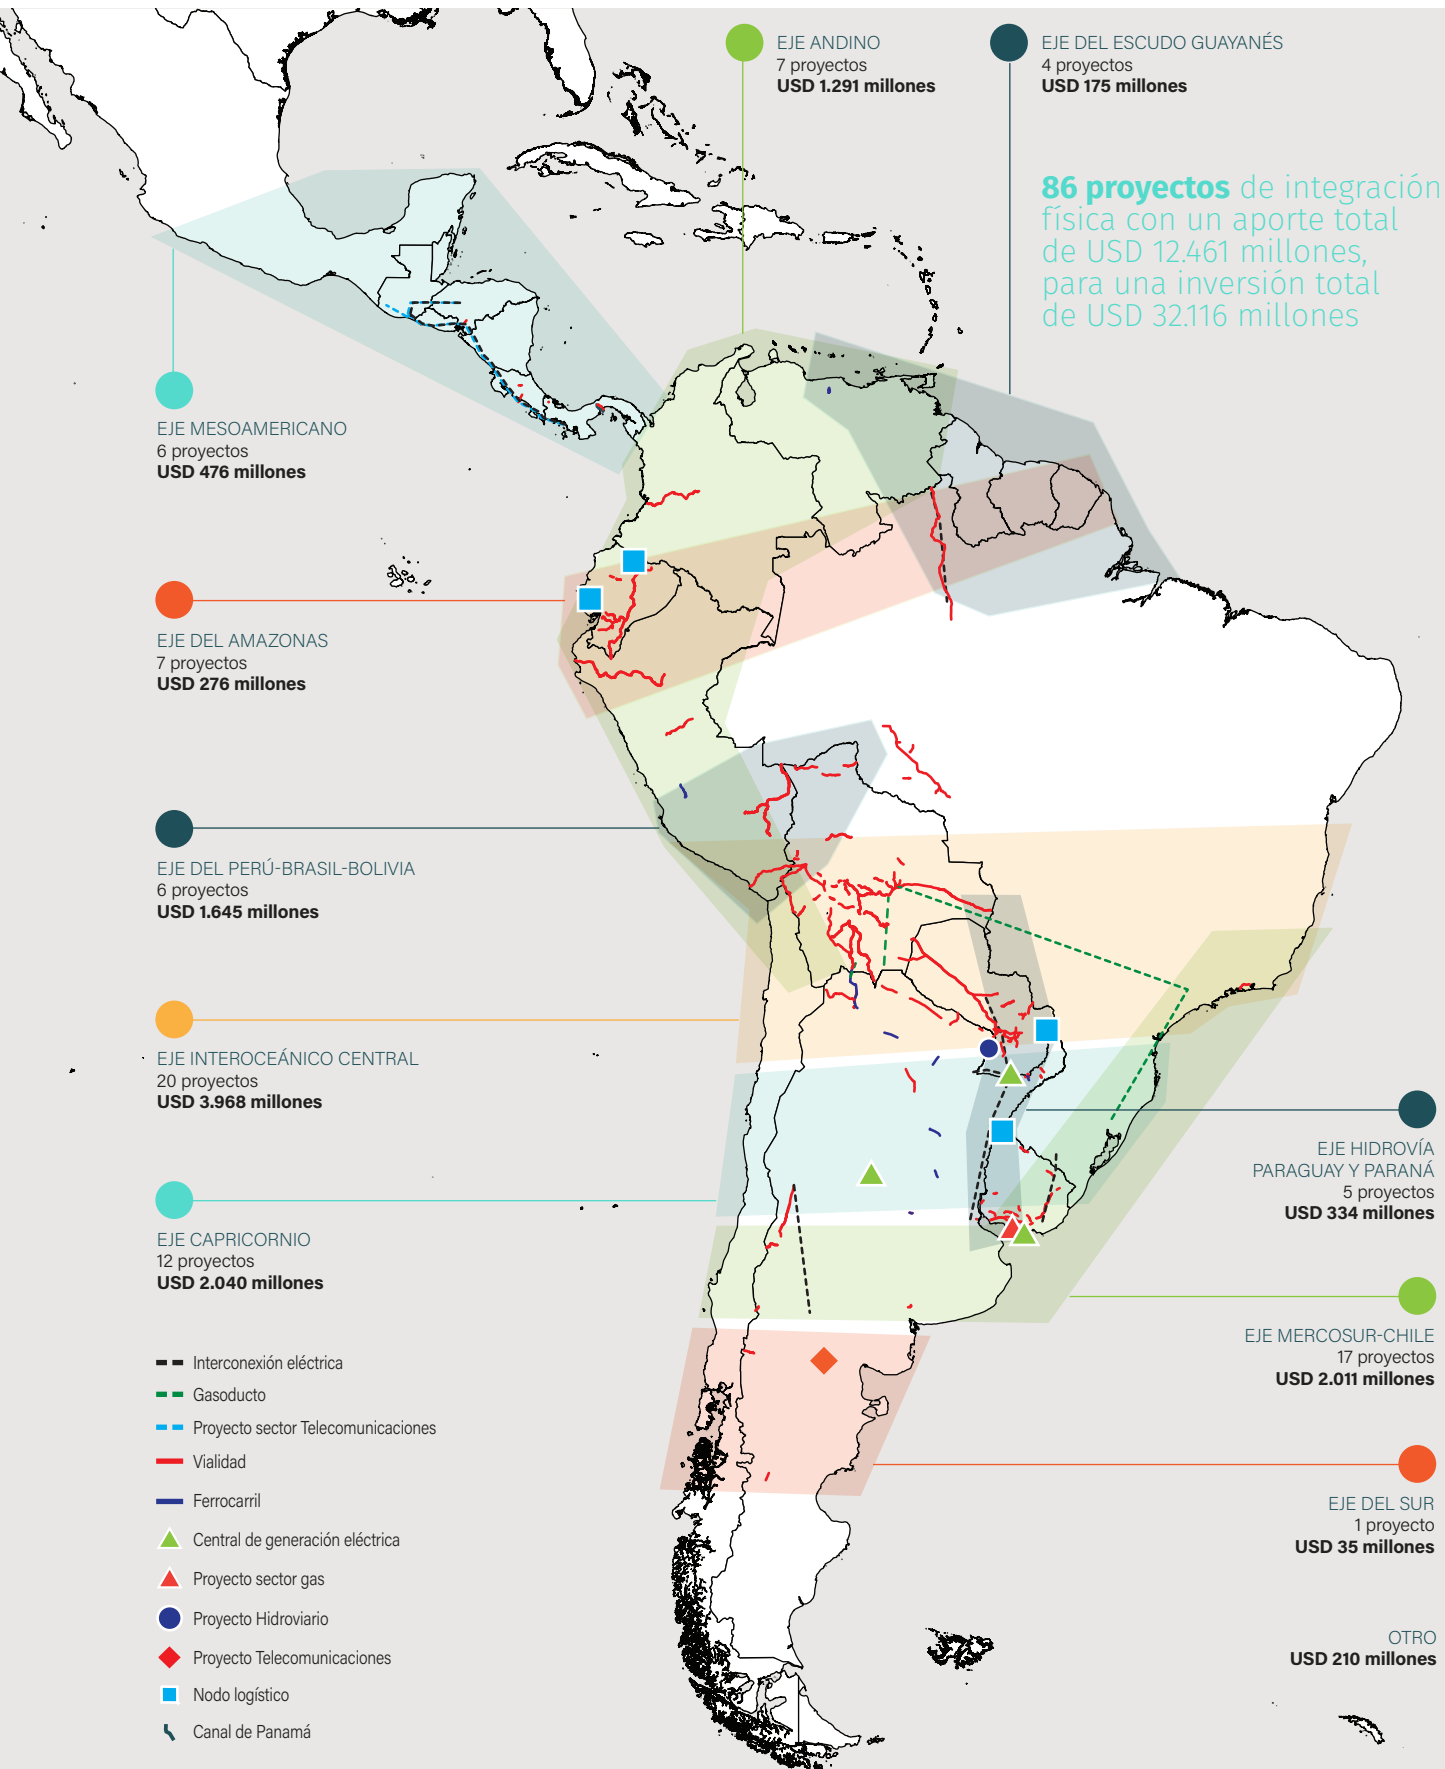 EJE ANDINO
7 proyectos
USD 1.291 millones
EJE DEL ESCUDO GUAYANÉS
4 proyectos
USD 175 millones
86 proyectos de integración
física con un aporte total
de USD 12.461 millones,
para una inversión total
de USD 32.116 millones
EJE MESOAMERICANO
6 proyectos
USD 476 millones
EJE DEL AMAZONAS
7 proyectos
USD 276 millones
EJE DEL PERÚ-BRASIL-BOLIVIA
6 proyectos
USD 1.645 millones
EJE INTEROCEÁNICO CENTRAL
20 proyectos
USD 3.968 millones
EJE CAPRICORNIO
12 proyectos
USD 2.040 millones
EJE HIDROVÍA
PARAGUAY Y PARANÁ
5 proyectos
USD 334 millones
EJE MERCOSUR-CHILE
17 proyectos
USD 2.011 millones
EJE DEL SUR
1 proyecto
USD 35 millones
OTRO
USD 210 millones
Interconexión eléctrica
Gasoducto
Proyecto sector Telecomunicaciones
Vialidad
Ferrocarril
Central de generación eléctrica
Proyecto sector gas
Proyecto Hidroviario
Proyecto Telecomunicaciones
Nodo logístico
Canal de Panamá